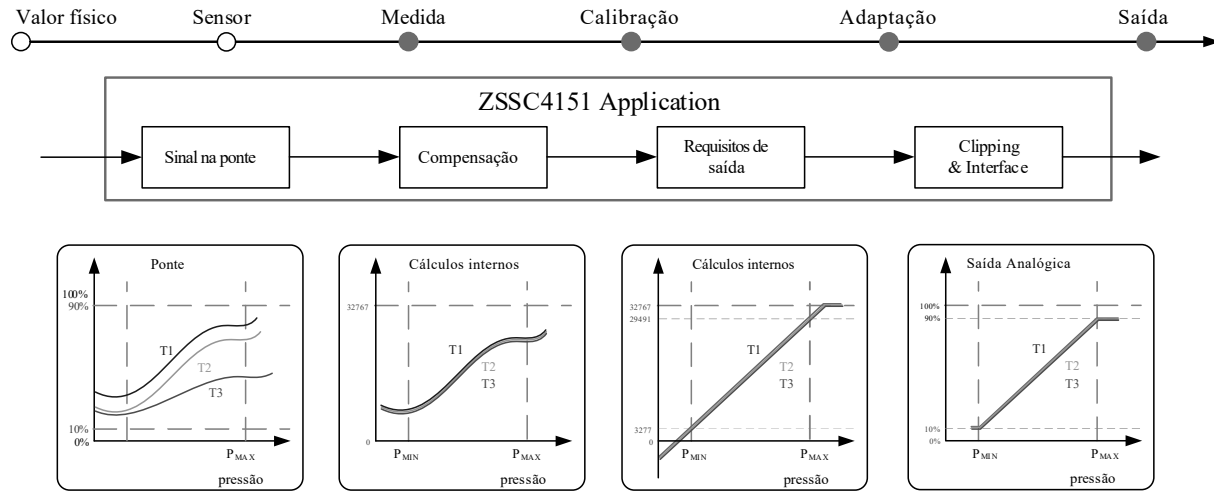 Valor físico
Sensor
Medida
Calibração
Adaptação
Saída
ZSSC4151 Application
Sinal na ponte
Compensação
Requisitos de
saída
Clipping
& Interface
Ponte
100%
90%
T1
T2
T3
10%
0%
PMAX
pressão
Cálculos internos
32767
T1
T2
T3
0
PMIN
PMAX
pressão
Cálculos internos
32767
29491
T1
T2
T3
3277
0
PMIN
PMAX
pressão
Saída Analógica
100%
90%
T1
T2
T3
10%
0%
PMIN
PMAX
pressão